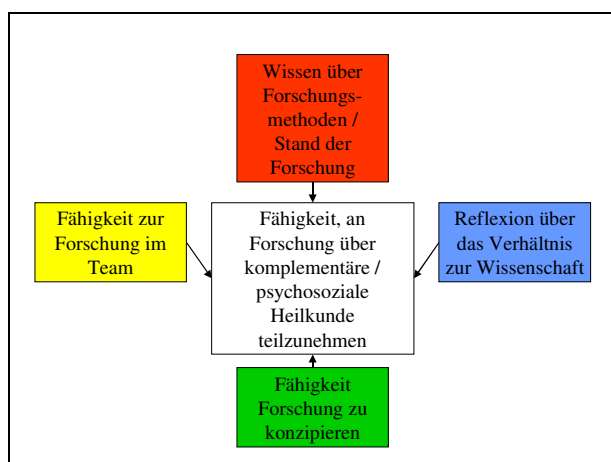 Wissen über
Forschungs-
methoden /
Stand der
Forschung
Fähigkeit zur
Forschung im
Team
Fähigkeit, an
Forschung über
komplementäre /
psychosoziale
Heilkunde
teilzunehmen
Reflexion über
das Verhältnis
zur Wissenschaft
Fähigkeit
Forschung zu
konzipieren